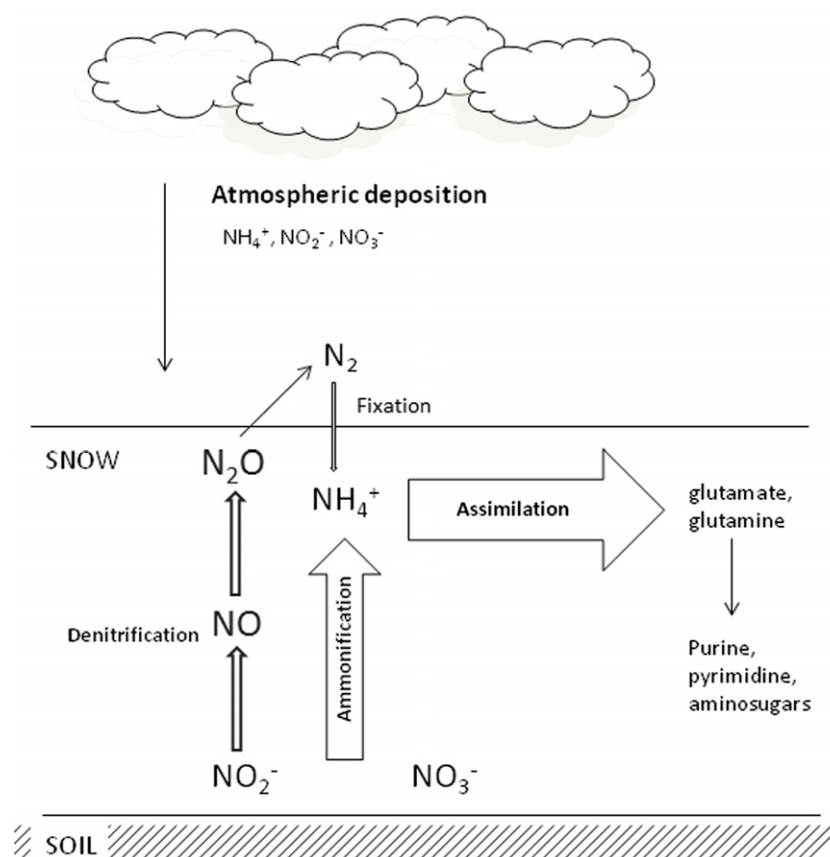 Atmospheric deposition
NH₄⁺, NO₂⁻, NO₃⁻
N₂
Fixation
SNOW
N₂O
NH₄⁺
Assimilation
glutamate,
glutamine
Denitrification
NO
Ammonification
Purine,
pyrimidine,
aminosugars
NO₂⁻
NO₃⁻
SOIL